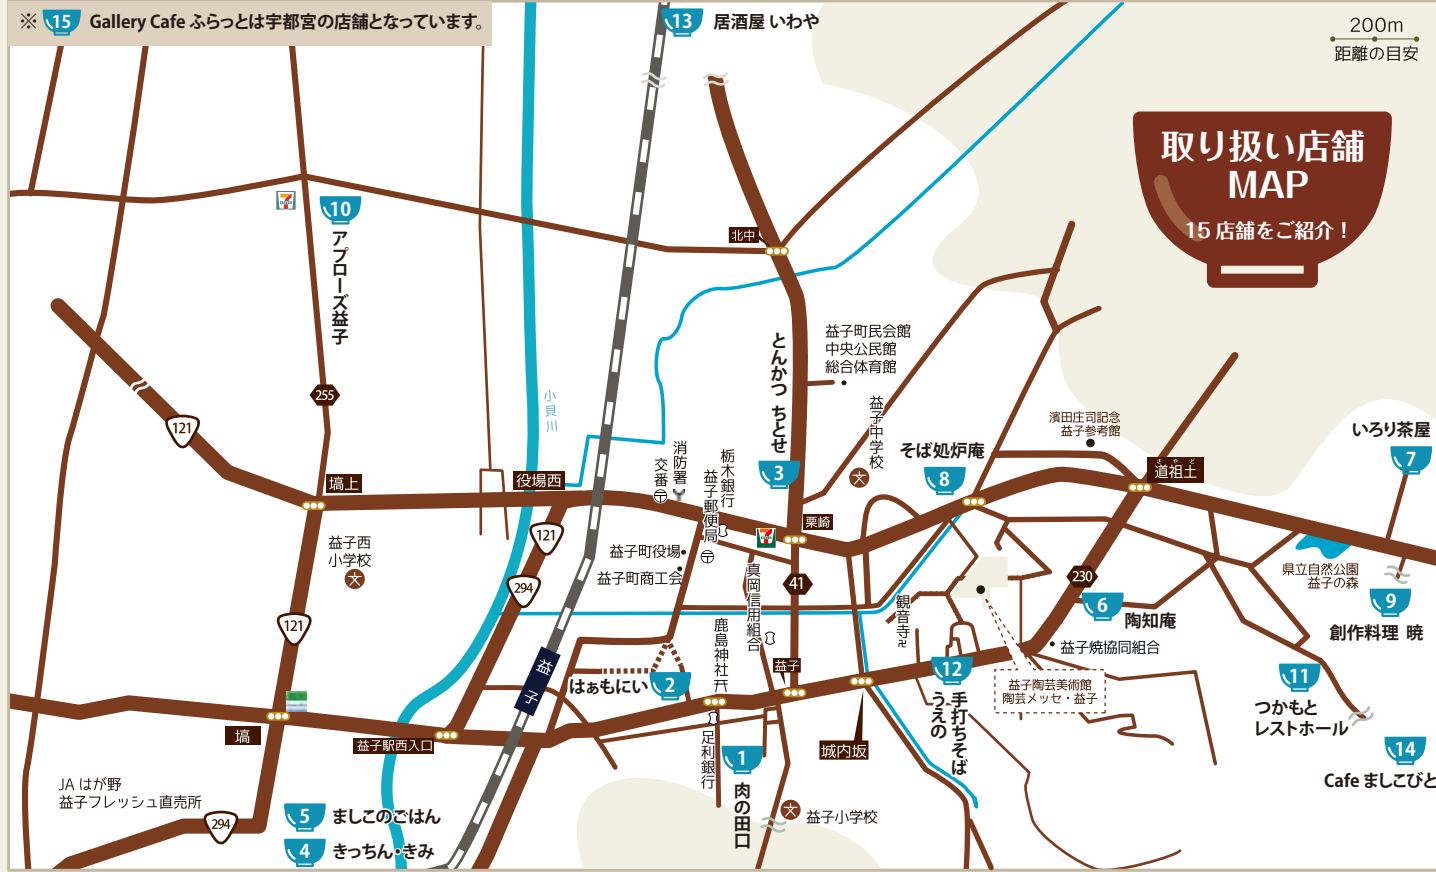 ※ 15 Gallery Cafe ふらっとは宇都宮の店舗となっています。
13 居酒屋 いわや
200m
距離の目安
取り扱い店舗
MAP
15 店舗をご紹介！
10
アプローズ益子
北中
益子町民会館
中央公民館
総合体育館
とんかつ ちとせ
3
255
121
小貝川
益子中学校
文
濱田庄司記念
益子参考館
そば処炉庵
8
さやど
道祖土
いろり茶屋
7
塙上
役場西
交番
消防署
栃木銀行
益子郵便局
栗崎
益子西
小学校
文
121
294
益子町役場
益子町商工会
真岡信用組合
41
230
県立自然公園
益子の森
9
創作料理 暁
6
陶知庵
観音寺
121
益子
鹿島神社
益子
益子焼協同組合
はぁもにい
2
12
手打ちそば
うえの
益子陶芸美術館
陶芸メッセ・益子
11
つかもと
レストホール
塙
益子駅西入口
足利銀行
1
肉の田口
城内坂
14
Cafe ましこびと
JA はが野
益子フレッシュ直売所
294
5
ましこのごはん
4
きっちん・きみ
文
益子小学校